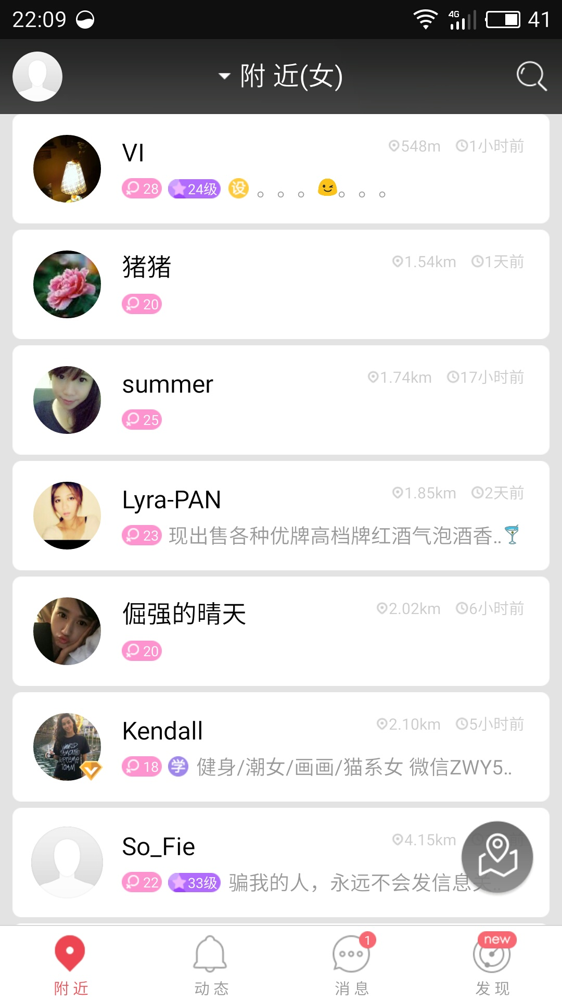 22:09 4G 41
附 近(女)
VI 548m 1小时前
28 24级 设 。。。😉。。。
猪猪 1.54km 1天前
20
summer 1.74km 17小时前
25
Lyra-PAN 1.85km 2天前
23 现出售各种优牌高档牌红酒气泡酒香..🍸
倔强的晴天 2.02km 6小时前
20
WORLD FAMOUS SUPREME TEAM
Kendall 2.10km 5小时前
18 学 健身/潮女/画画/猫系女 微信ZWY5..
So_Fie 4.15km 前
22 33级 骗我的人，永远不会发信息关..
1 new
附 近 动 态 消 息 发 现